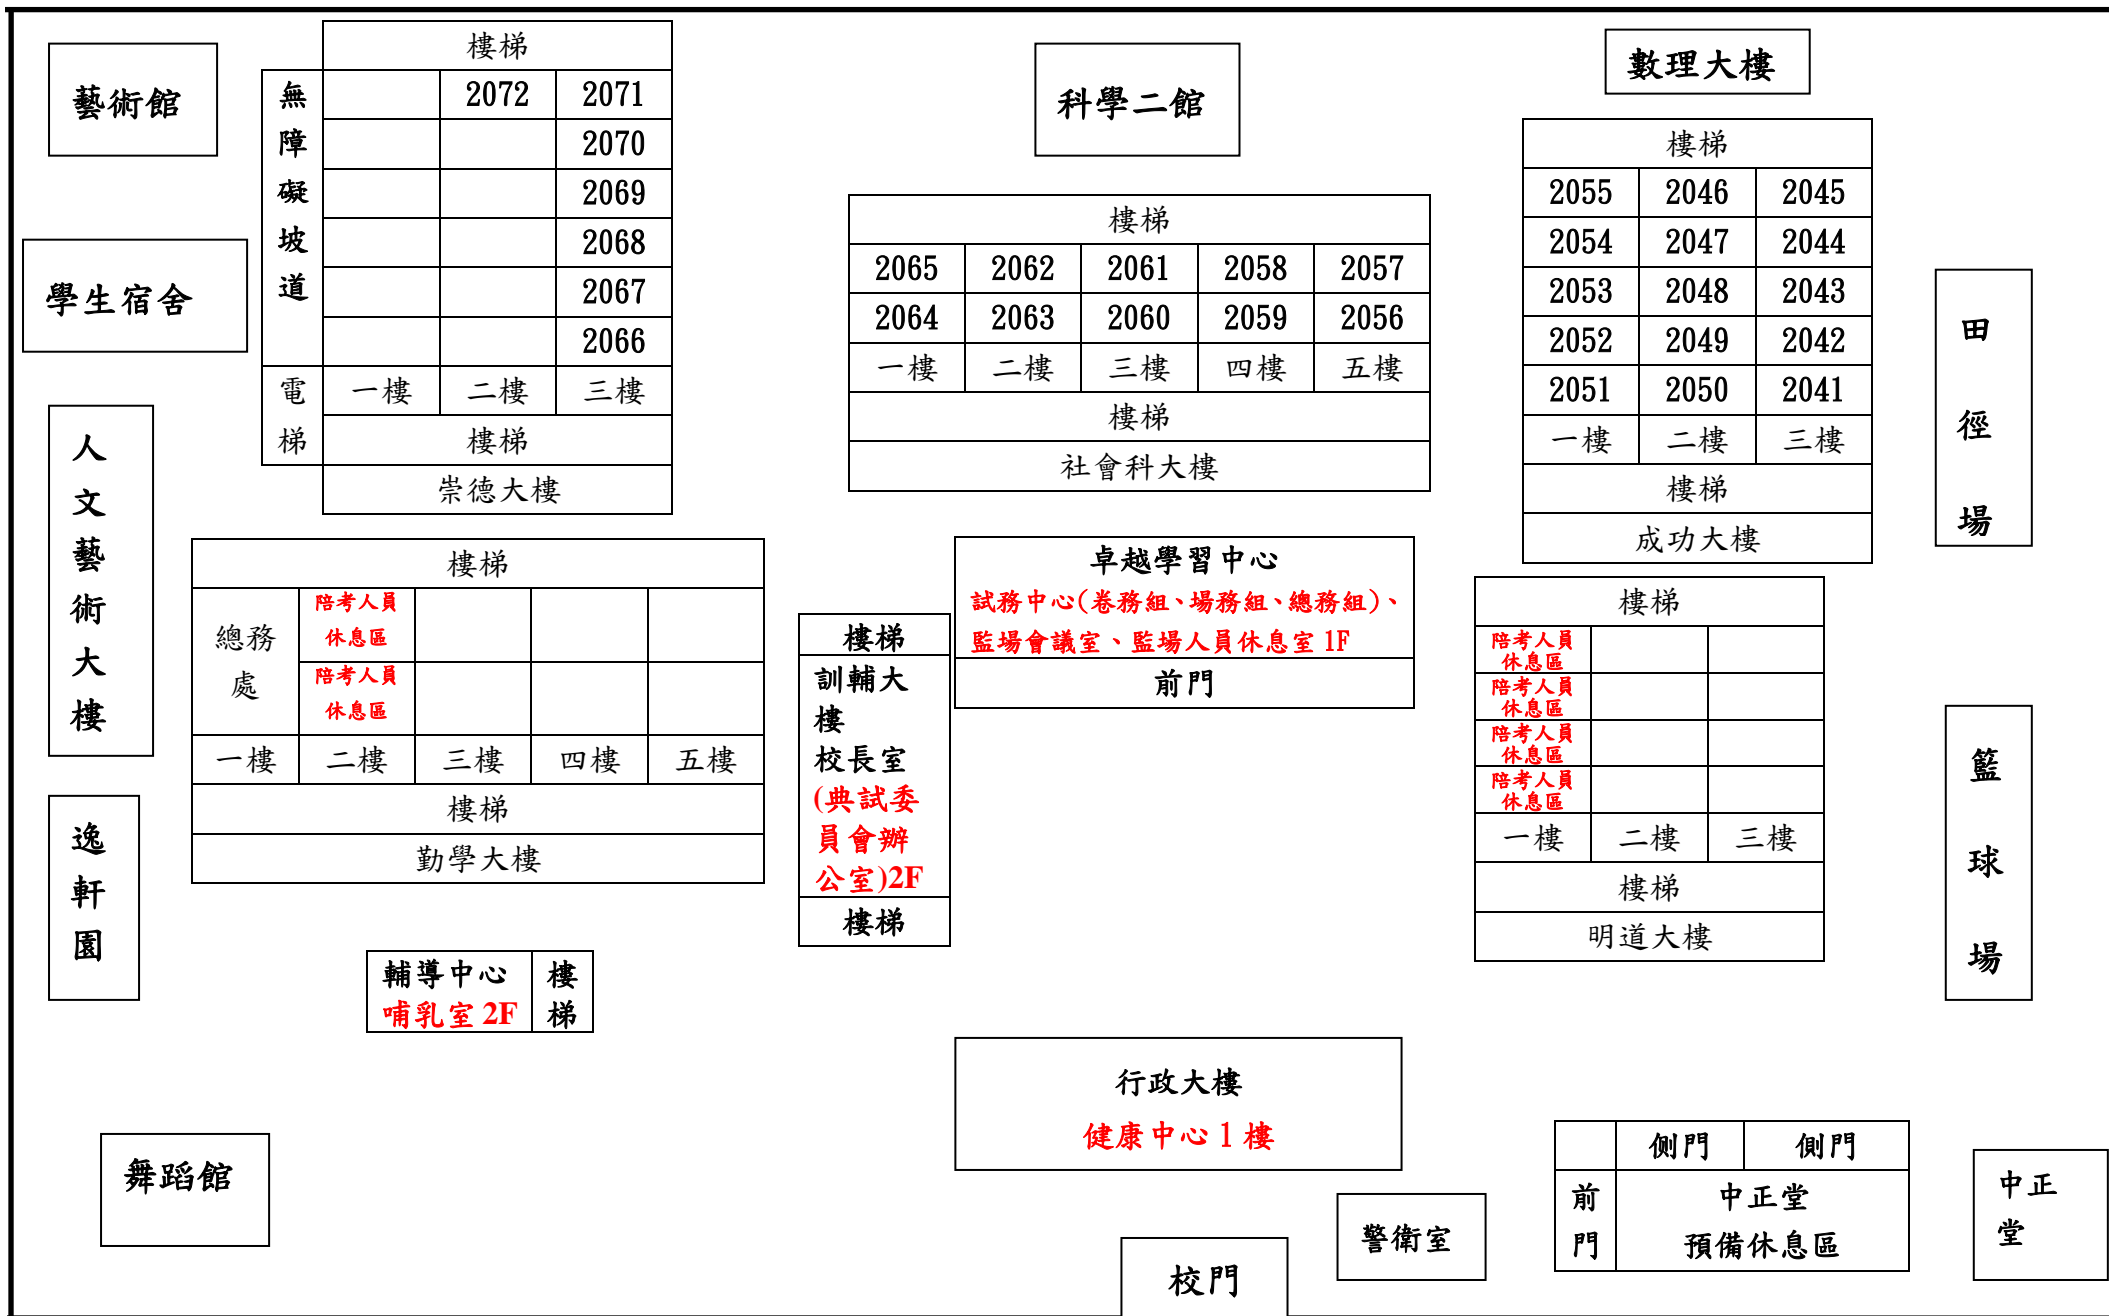 藝術館
樓梯
無障礙坡道
2072 2071
2070
2069
2068
2067
2066
電梯
一樓 二樓 三樓
樓梯
崇德大樓
科學二館
數理大樓
樓梯
2065 2062 2061 2058 2057
2064 2063 2060 2059 2056
一樓 二樓 三樓 四樓 五樓
樓梯
社會科大樓
樓梯
2055 2046 2045
2054 2047 2044
2053 2048 2043
2052 2049 2042
2051 2050 2041
一樓 二樓 三樓
樓梯
成功大樓
學生宿舍
田徑場
人文藝術大樓
樓梯
總務
處
陪考人員
休息區
陪考人員
休息區
一樓 二樓 三樓 四樓 五樓
樓梯
勤學大樓
樓梯
訓輔大
樓
校長室
(典試委
員會辦
公室)2F
樓梯
卓越學習中心
試務中心(卷務組、場務組、總務組)、
監場會議室、監場人員休息室 1F
前門
樓梯
陪考人員
休息區
陪考人員
休息區
陪考人員
休息區
陪考人員
休息區
一樓 二樓 三樓
樓梯
明道大樓
籃球場
逸軒園
輔導中心
哺乳室 2F
樓梯
行政大樓
健康中心 1 樓
舞蹈館
警衛室
校門
側門 側門
前門
中正堂
預備休息區
中正
堂